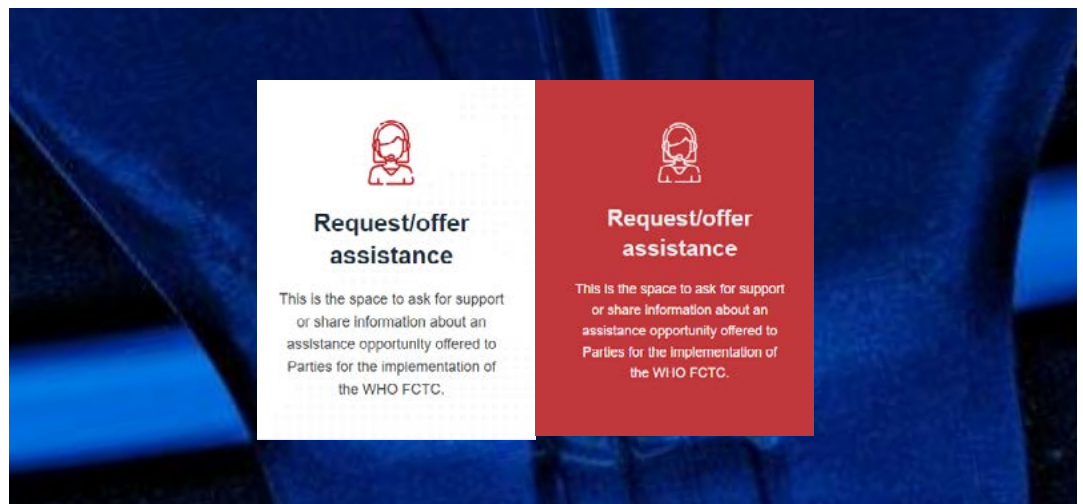 Request/offer
assistance
This is the space to ask for support
or share information about an
assistance opportunity offered to
Parties for the implementation of
the WHO FCTC.
Request/offer
assistance
This is the space to ask for support
or share information about an
assistance opportunity offered to
Parties for the implementation of
the WHO FCTC.